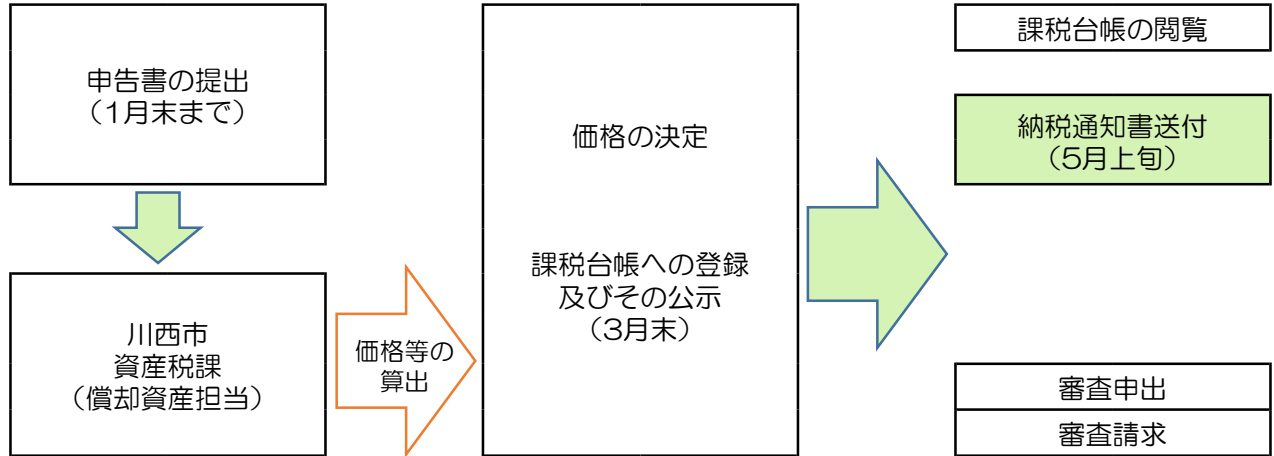 申告書の提出
（1月末まで）
川西市
資産税課
（償却資産担当）
価格等の
算出
価格の決定
課税台帳への登録
及びその公示
（3月末）
課税台帳の閲覧
納税通知書送付
（5月上旬）
審査申出
審査請求